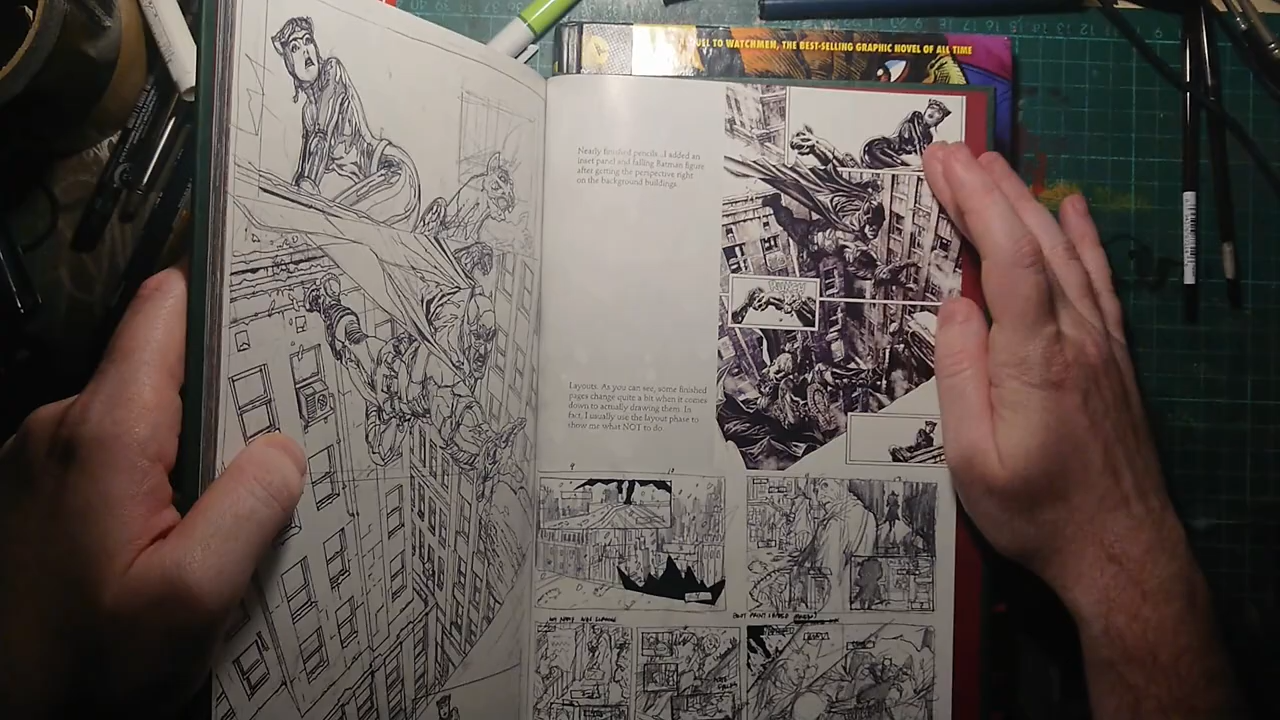 UEL TO WATCHMEN, THE BEST-SELLING GRAPHIC NOVEL OF ALL TIME
Nearly finished pencils...I added an
inset panel and falling Batman figure
after getting the perspective right
on the background buildings.
Layouts. As you can see, some finished
pages change quite a bit when it comes
down to actually drawing them. In
fact, I usually use the layout phase to
show me what NOT to do.
9